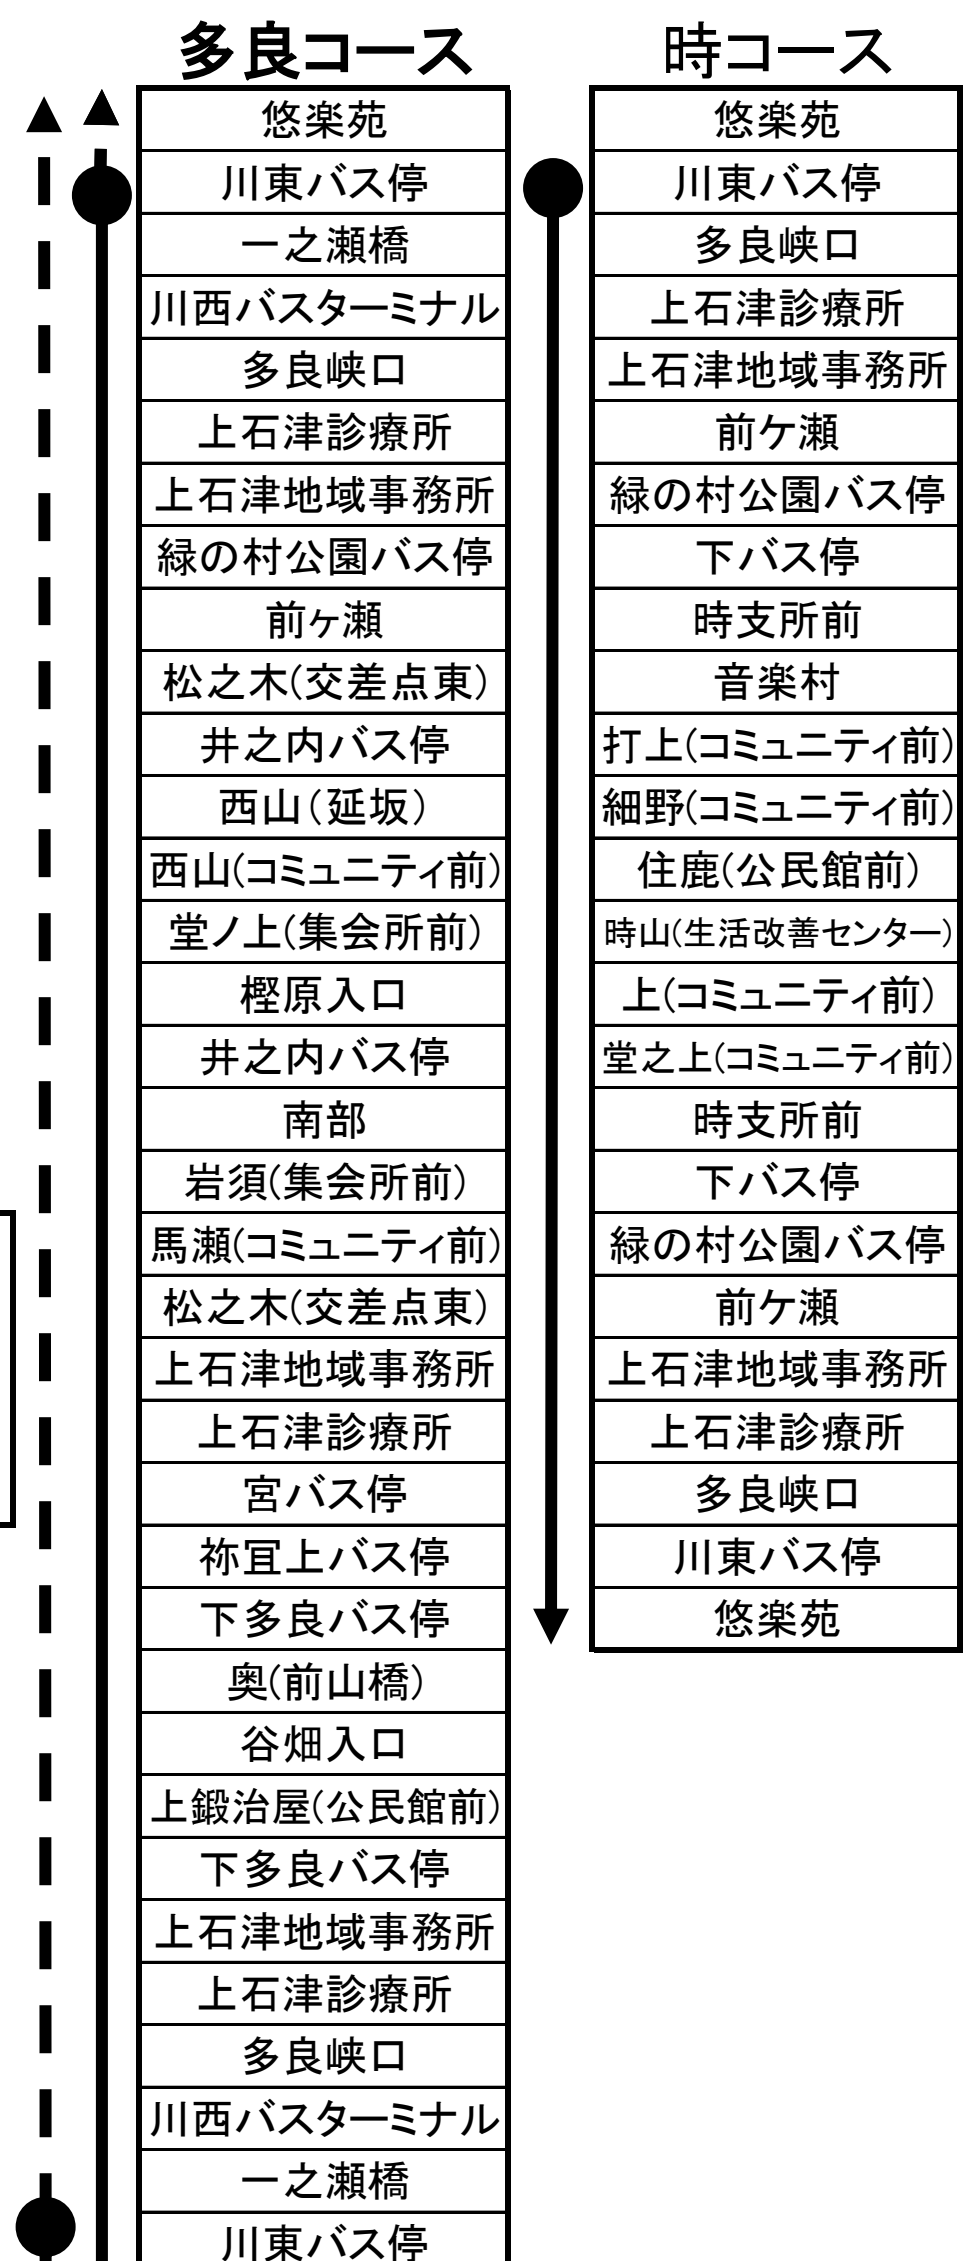 多良コース
悠楽苑
川東バス停
一之瀬橋
川西バスターミナル
多良峡口
上石津診療所
上石津地域事務所
緑の村公園バス停
前ヶ瀬
松之木(交差点東)
井之内バス停
西山(延坂)
西山(コミュニティ前)
堂ノ上(集会所前)
樫原入口
井之内バス停
南部
岩須(集会所前)
馬瀬(コミュニティ前)
松之木(交差点東)
上石津地域事務所
上石津診療所
宮バス停
祢冝上バス停
下多良バス停
奥(前山橋)
谷畑入口
上鍛治屋(公民館前)
下多良バス停
上石津地域事務所
上石津診療所
多良峡口
川西バスターミナル
一之瀬橋
川東バス停
時コース
悠楽苑
川東バス停
多良峡口
上石津診療所
上石津地域事務所
前ケ瀬
緑の村公園バス停
下バス停
時支所前
音楽村
打上(コミュニティ前)
細野(コミュニティ前)
住鹿(公民館前)
時山(生活改善センター)
上(コミュニティ前)
堂之上(コミュニティ前)
時支所前
下バス停
緑の村公園バス停
前ケ瀬
上石津地域事務所
上石津診療所
多良峡口
川東バス停
悠楽苑